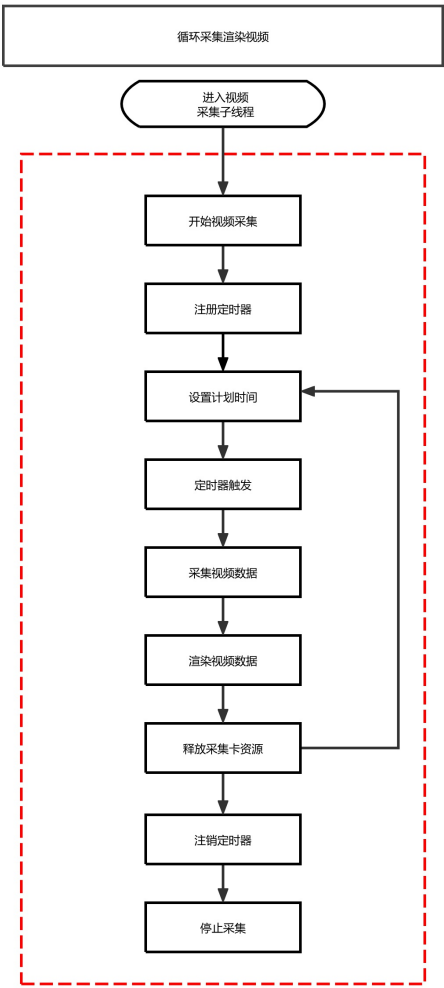 循环采集渲染视频
进入视频
采集子线程
开始视频采集
注册定时器
设置计划时间
定时器触发
采集视频数据
渲染视频数据
释放采集卡资源
注销定时器
停止采集